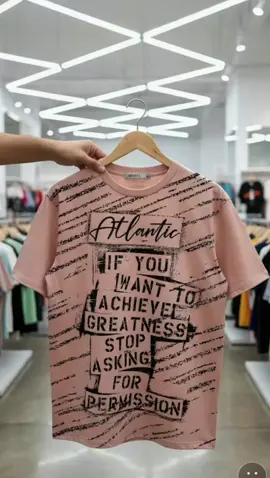 Atlantic
IF YOU
WANT TO
ACHIEVE
GREATNESS
STOP
ASKING
FOR
PERMISSION